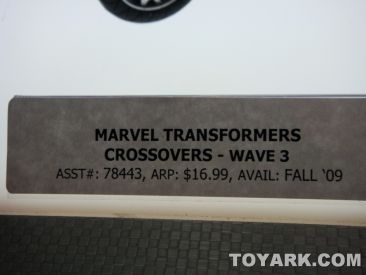 MARVEL TRANSFORMERS
CROSSOVERS - WAVE 3
ASST#: 78443, ARP: $16.99, AVAIL: FALL '09
TOYARK.COM